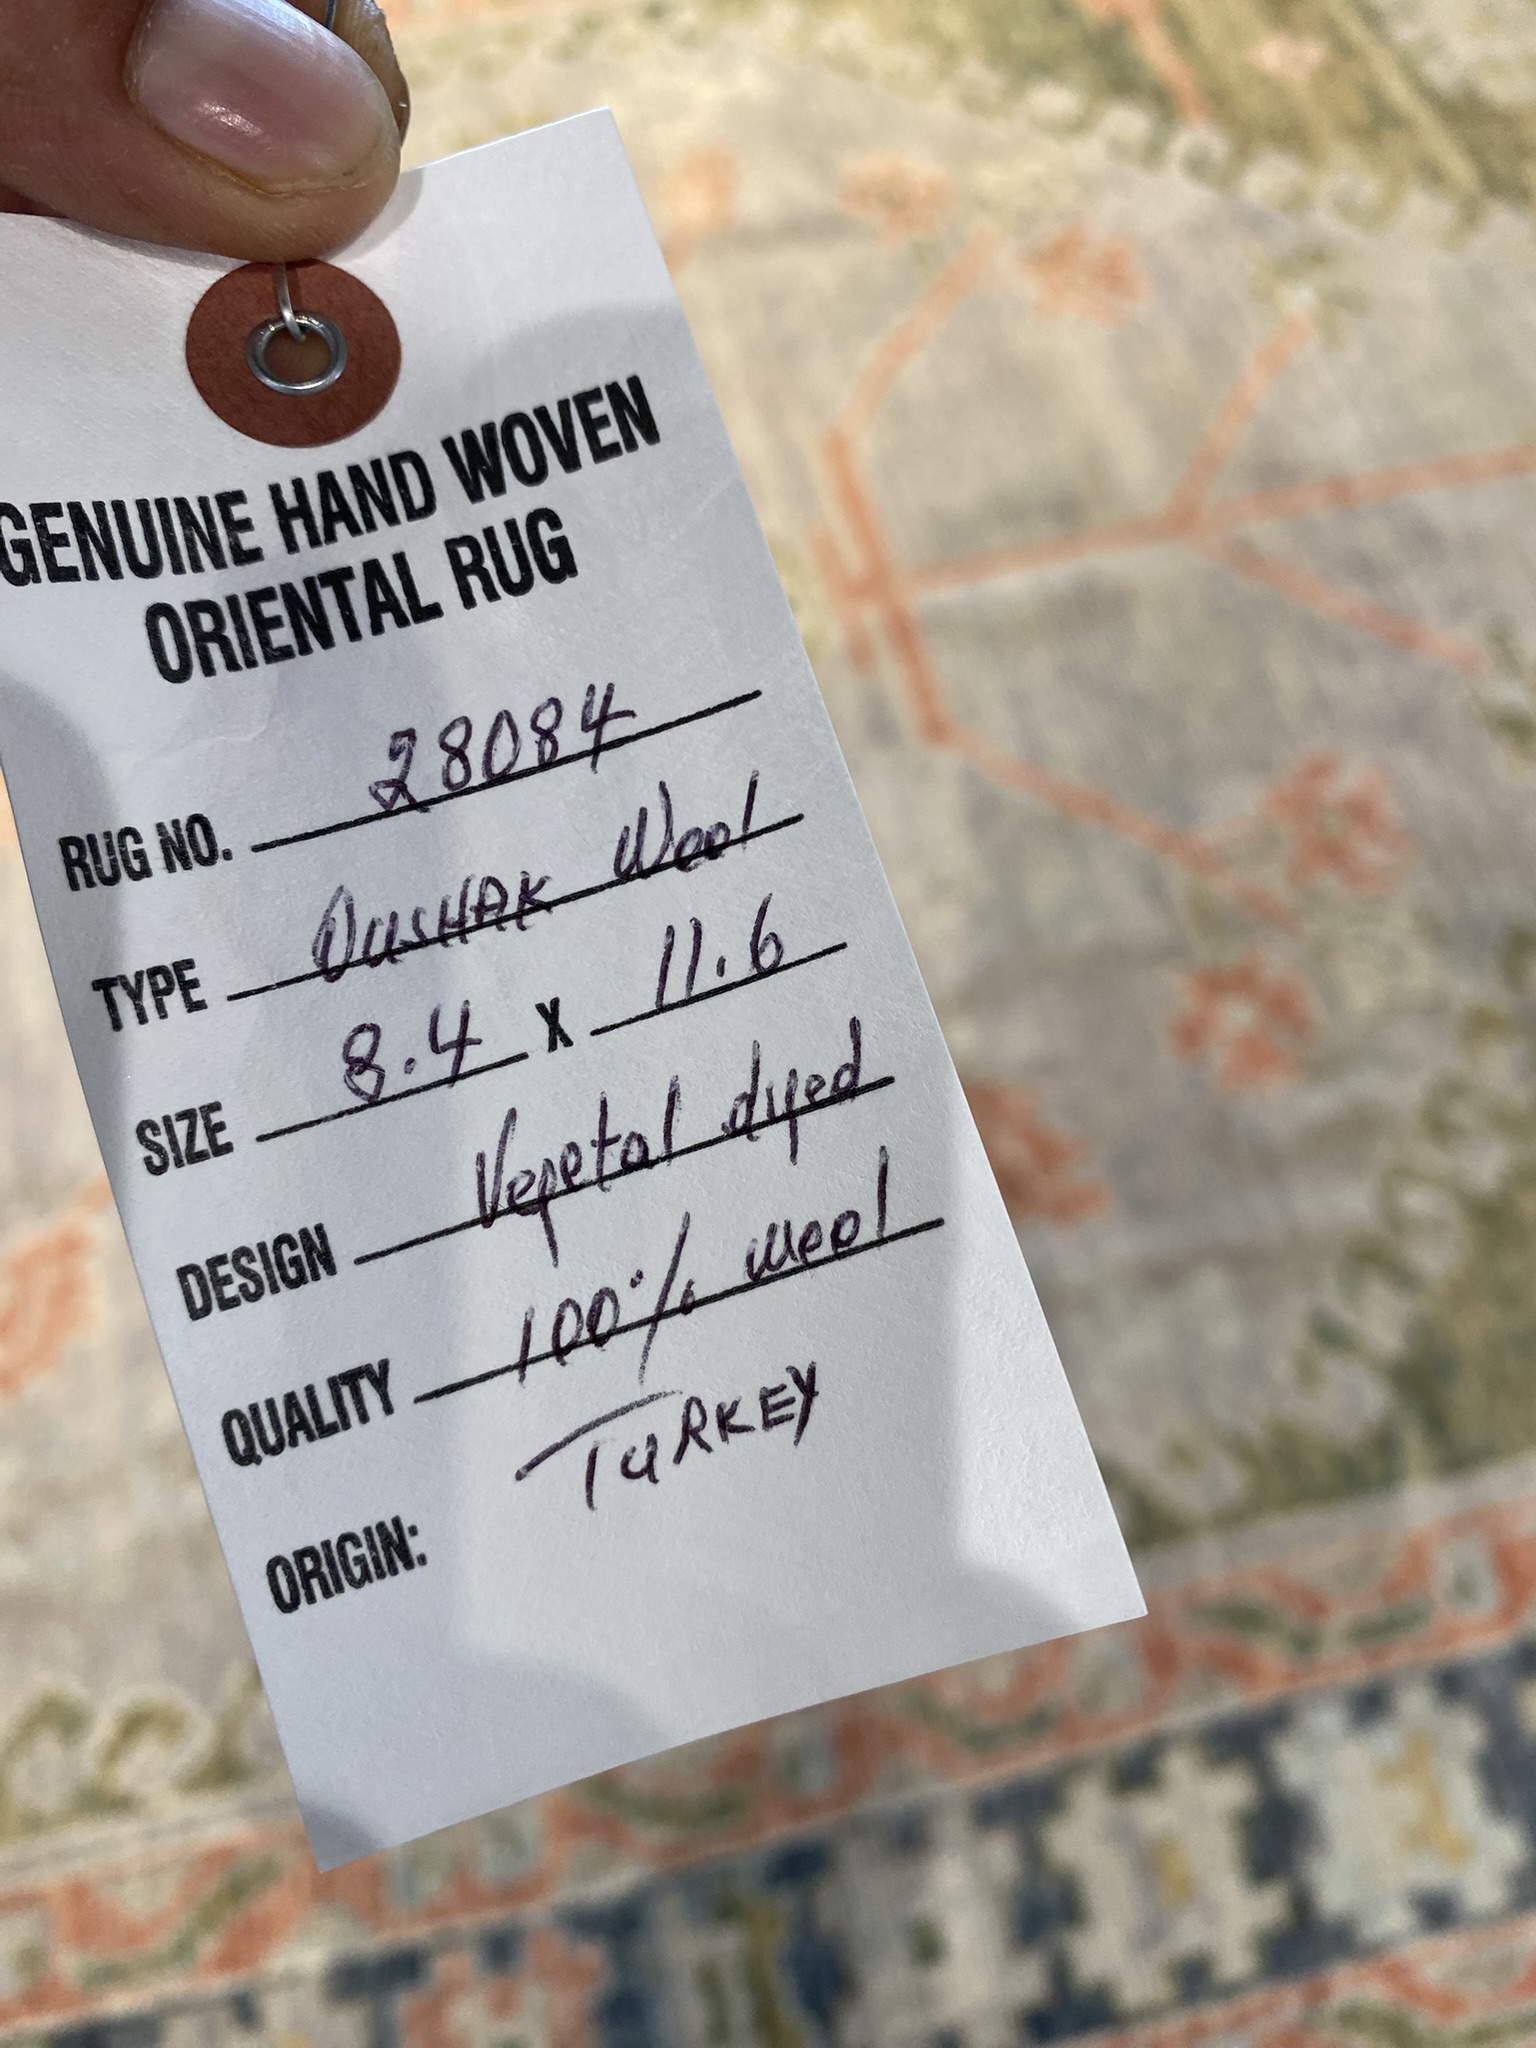 GENUINE HAND WOVEN
ORIENTAL RUG
RUG NO. 28084
TYPE OUSHAK Wool
SIZE 8.4 X 11.6
DESIGN Vegetal dyed
QUALITY 100% wool
ORIGIN: TURKEY